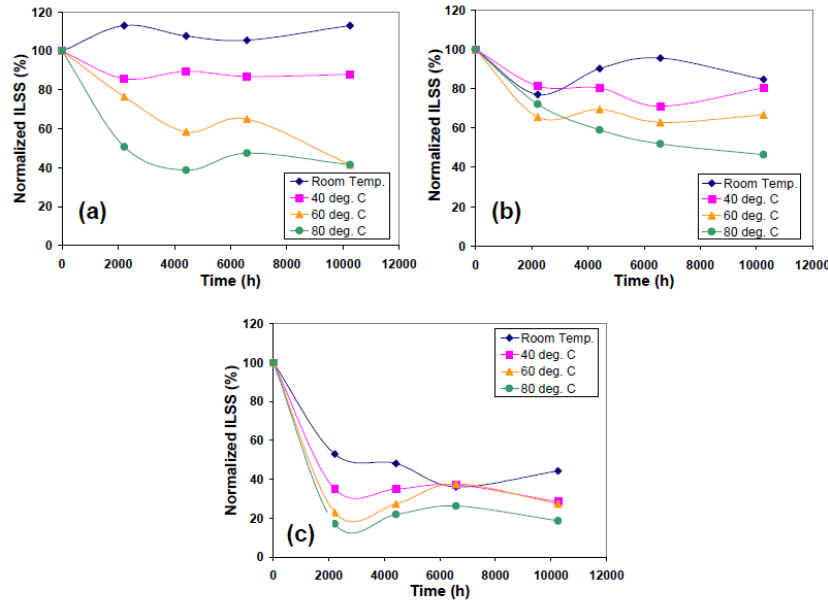 120
100
80
60
40
20
0
Normalized ILSS (%)
(a)
Room Temp.
40 deg. C
60 deg. C
80 deg. C
0 2000 4000 6000 8000 10000 12000
Time (h)
120
100
80
60
40
20
0
Normalized ILSS (%)
(b)
Room Temp.
40 deg. C
60 deg. C
80 deg. C
0 2000 4000 6000 8000 10000 12000
Time (h)
120
100
80
60
40
20
0
Normalized ILSS (%)
Room Temp.
40 deg. C
60 deg. C
80 deg. C
(c)
0 2000 4000 6000 8000 10000 12000
Time (h)